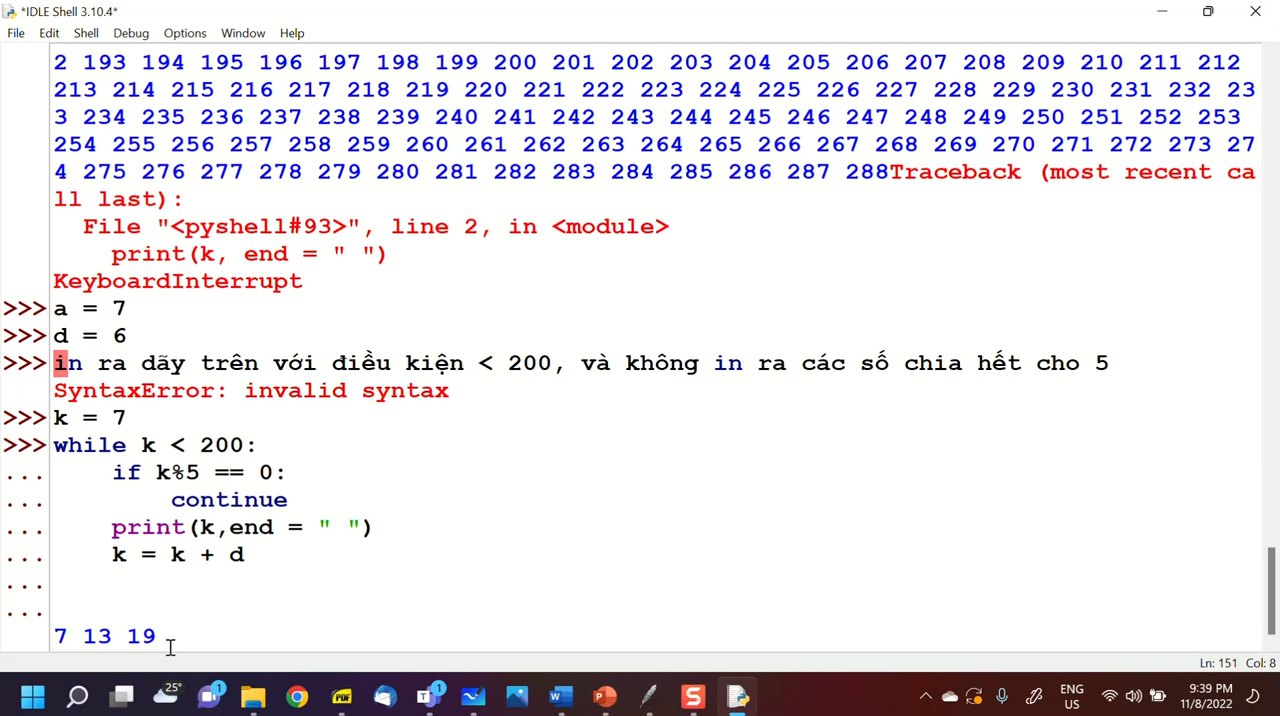 *IDLE Shell 3.10.4*
File Edit Shell Debug Options Window Help
2 193 194 195 196 197 198 199 200 201 202 203 204 205 206 207 208 209 210 211 212
213 214 215 216 217 218 219 220 221 222 223 224 225 226 227 228 229 230 231 232 23
3 234 235 236 237 238 239 240 241 242 243 244 245 246 247 248 249 250 251 252 253
254 255 256 257 258 259 260 261 262 263 264 265 266 267 268 269 270 271 272 273 27
4 275 276 277 278 279 280 281 282 283 284 285 286 287 288Traceback (most recent ca
ll last):
  File "<pyshell#93>", line 2, in <module>
    print(k, end = " ")
KeyboardInterrupt
>>> a = 7
>>> d = 6
>>> in ra dãy trên với điều kiện < 200, và không in ra các số chia hết cho 5
SyntaxError: invalid syntax
>>> k = 7
>>> while k < 200:
...     if k%5 == 0:
...         continue
...     print(k,end = " ")
...     k = k + d
...
...
7 13 19
Ln: 151 Col: 8
25° 1 PDF 1 W P S ENG US 9:39 PM 11/8/2022